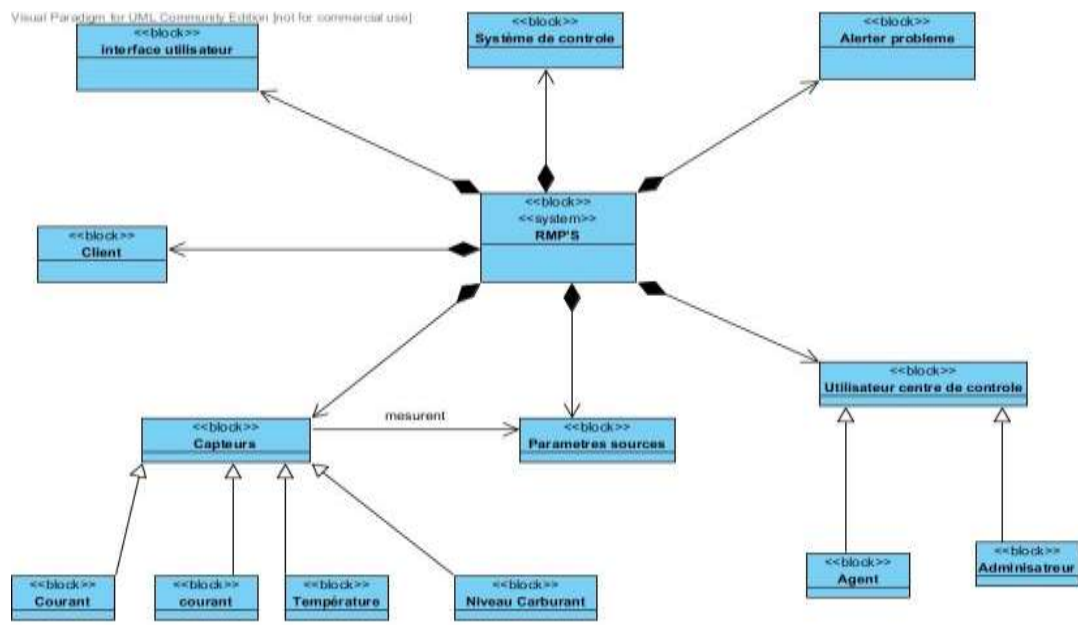 Visual Paradigm for UML Community Edition [not for commercial use]
<<block>>
interface utilisateur
<<block>>
Système de controle
<<block>>
Alerter probleme
<<block>>
<<system>>
RMP'S
<<block>>
Client
<<block>>
Utilisateur centre de controle
mesurent
<<block>>
Capteurs
<<block>>
Parametres sources
<<block>>
Courant
<<block>>
courant
<<block>>
Température
<<block>>
Niveau Carburant
<<block>>
Agent
<<block>>
Adminisatreur